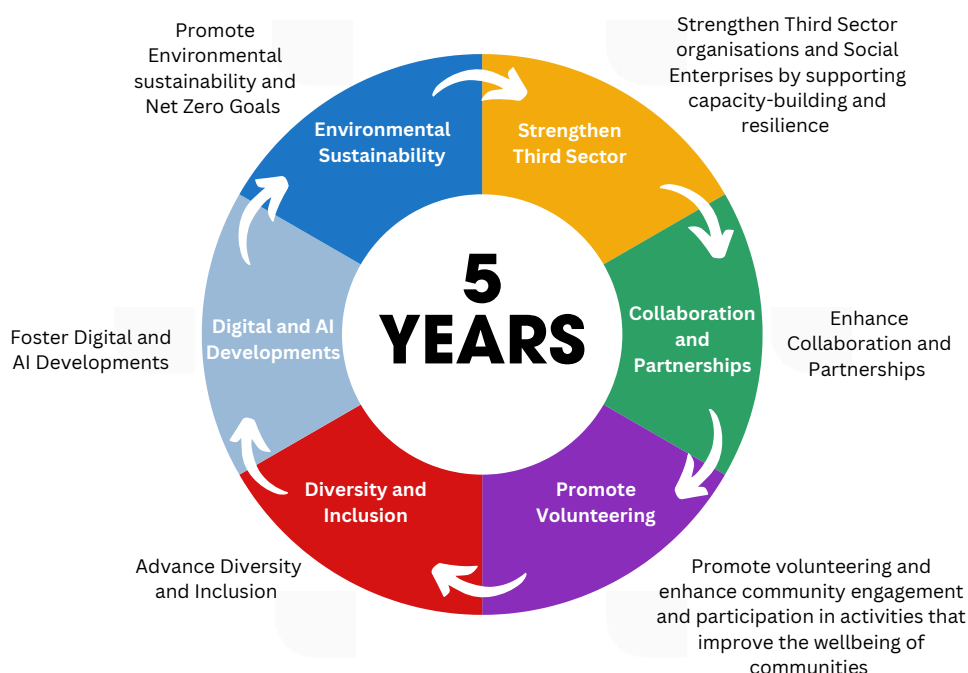 Promote
Environmental
sustainability and
Net Zero Goals
Strengthen Third Sector
organisations and Social
Enterprises by supporting
capacity-building and
resilience
Environmental
Sustainability
Strengthen
Third Sector
5
YEARS
Foster Digital and
AI Developments
Digital and AI
Developments
Collaboration
and
Partnerships
Enhance
Collaboration and
Partnerships
Diversity and
Inclusion
Promote
Volunteering
Advance Diversity
and Inclusion
Promote volunteering and
enhance community engagement
and participation in activities that
improve the wellbeing of
communities